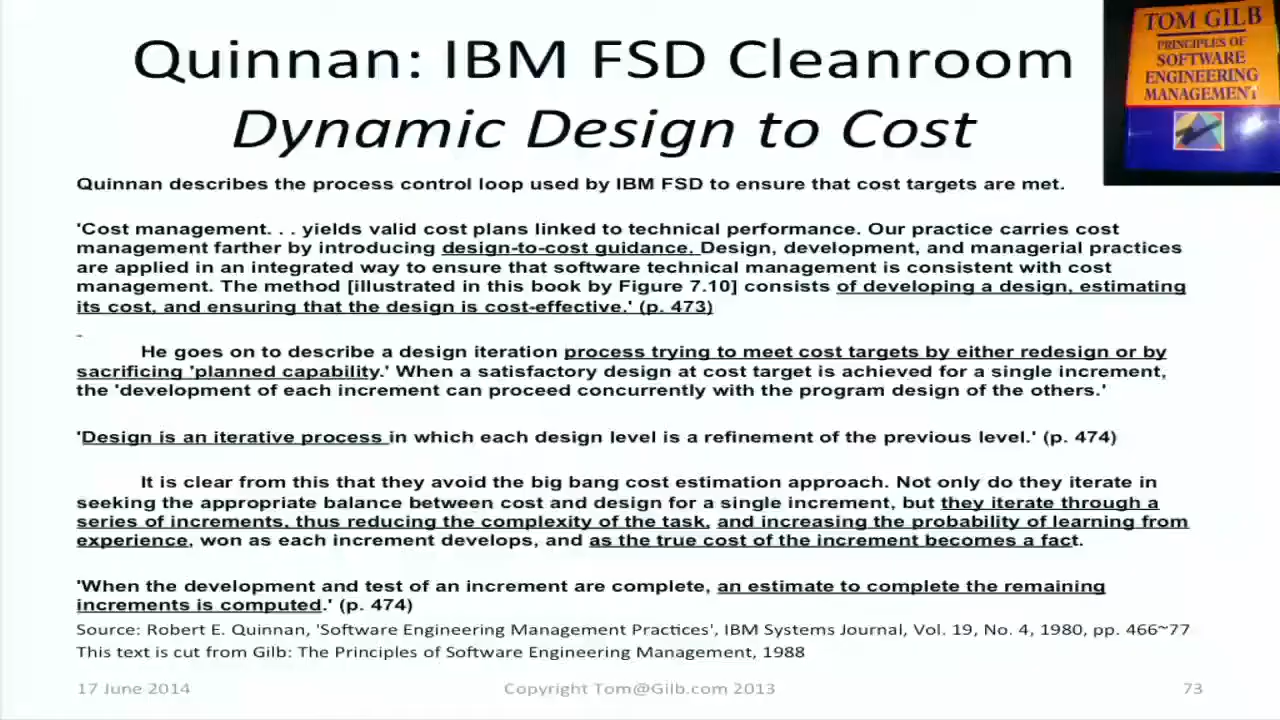 Quinnan: IBM FSD Cleanroom
Dynamic Design to Cost
TOM GILB
PRINCIPLES OF
SOFTWARE
ENGINEERING
MANAGEMENT
Quinnan describes the process control loop used by IBM FSD to ensure that cost targets are met.
'Cost management. . . yields valid cost plans linked to technical performance. Our practice carries cost
management farther by introducing design-to-cost guidance. Design, development, and managerial practices
are applied in an integrated way to ensure that software technical management is consistent with cost
management. The method [illustrated in this book by Figure 7.10] consists of developing a design, estimating
its cost, and ensuring that the design is cost-effective.' (p. 473)
He goes on to describe a design iteration process trying to meet cost targets by either redesign or by
sacrificing 'planned capability.' When a satisfactory design at cost target is achieved for a single increment,
the 'development of each increment can proceed concurrently with the program design of the others.'
'Design is an iterative process in which each design level is a refinement of the previous level.' (p. 474)
It is clear from this that they avoid the big bang cost estimation approach. Not only do they iterate in
seeking the appropriate balance between cost and design for a single increment, but they iterate through a
series of increments, thus reducing the complexity of the task, and increasing the probability of learning from
experience, won as each increment develops, and as the true cost of the increment becomes a fact.
'When the development and test of an increment are complete, an estimate to complete the remaining
increments is computed.' (p. 474)
Source: Robert E. Quinnan, 'Software Engineering Management Practices', IBM Systems Journal, Vol. 19, No. 4, 1980, pp. 466~77
This text is cut from Gilb: The Principles of Software Engineering Management, 1988
17 June 2014
Copyright Tom@Gilb.com 2013
73